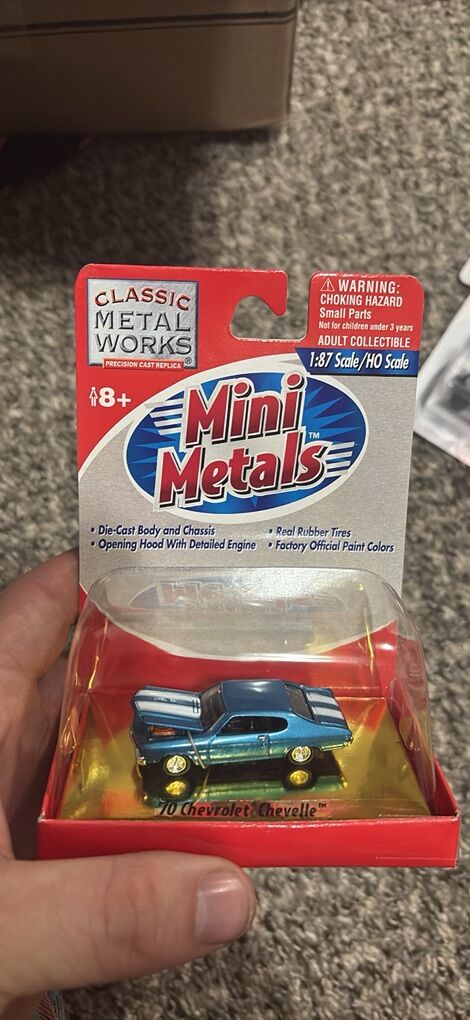 CLASSIC
METAL
WORKS®
PRECISION CAST REPLICA
⚠ WARNING:
CHOKING HAZARD
Small Parts
Not for children under 3 years
ADULT COLLECTIBLE
1:87 Scale/HO Scale
8+
Mini
Metals™
• Die-Cast Body and Chassis
• Opening Hood With Detailed Engine
• Real Rubber Tires
• Factory Official Paint Colors
'70 Chevrolet Chevelle™